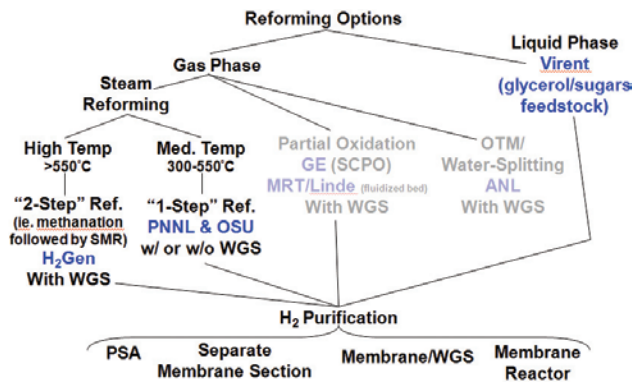 Reforming Options
Gas Phase
Liquid Phase
Virent
(glycerol/sugars
feedstock)
Steam
Reforming
High Temp
>550˚C
Med. Temp
300-550˚C
Partial Oxidation
GE (SCPO)
MRT/Linde (fluidized bed)
With WGS
OTM/
Water-Splitting
ANL
With WGS
“2-Step” Ref.
(ie. methanation
followed by SMR)
H₂Gen
With WGS
“1-Step” Ref.
PNNL & OSU
w/ or w/o WGS
H₂ Purification
PSA
Separate
Membrane Section
Membrane/WGS
Membrane
Reactor